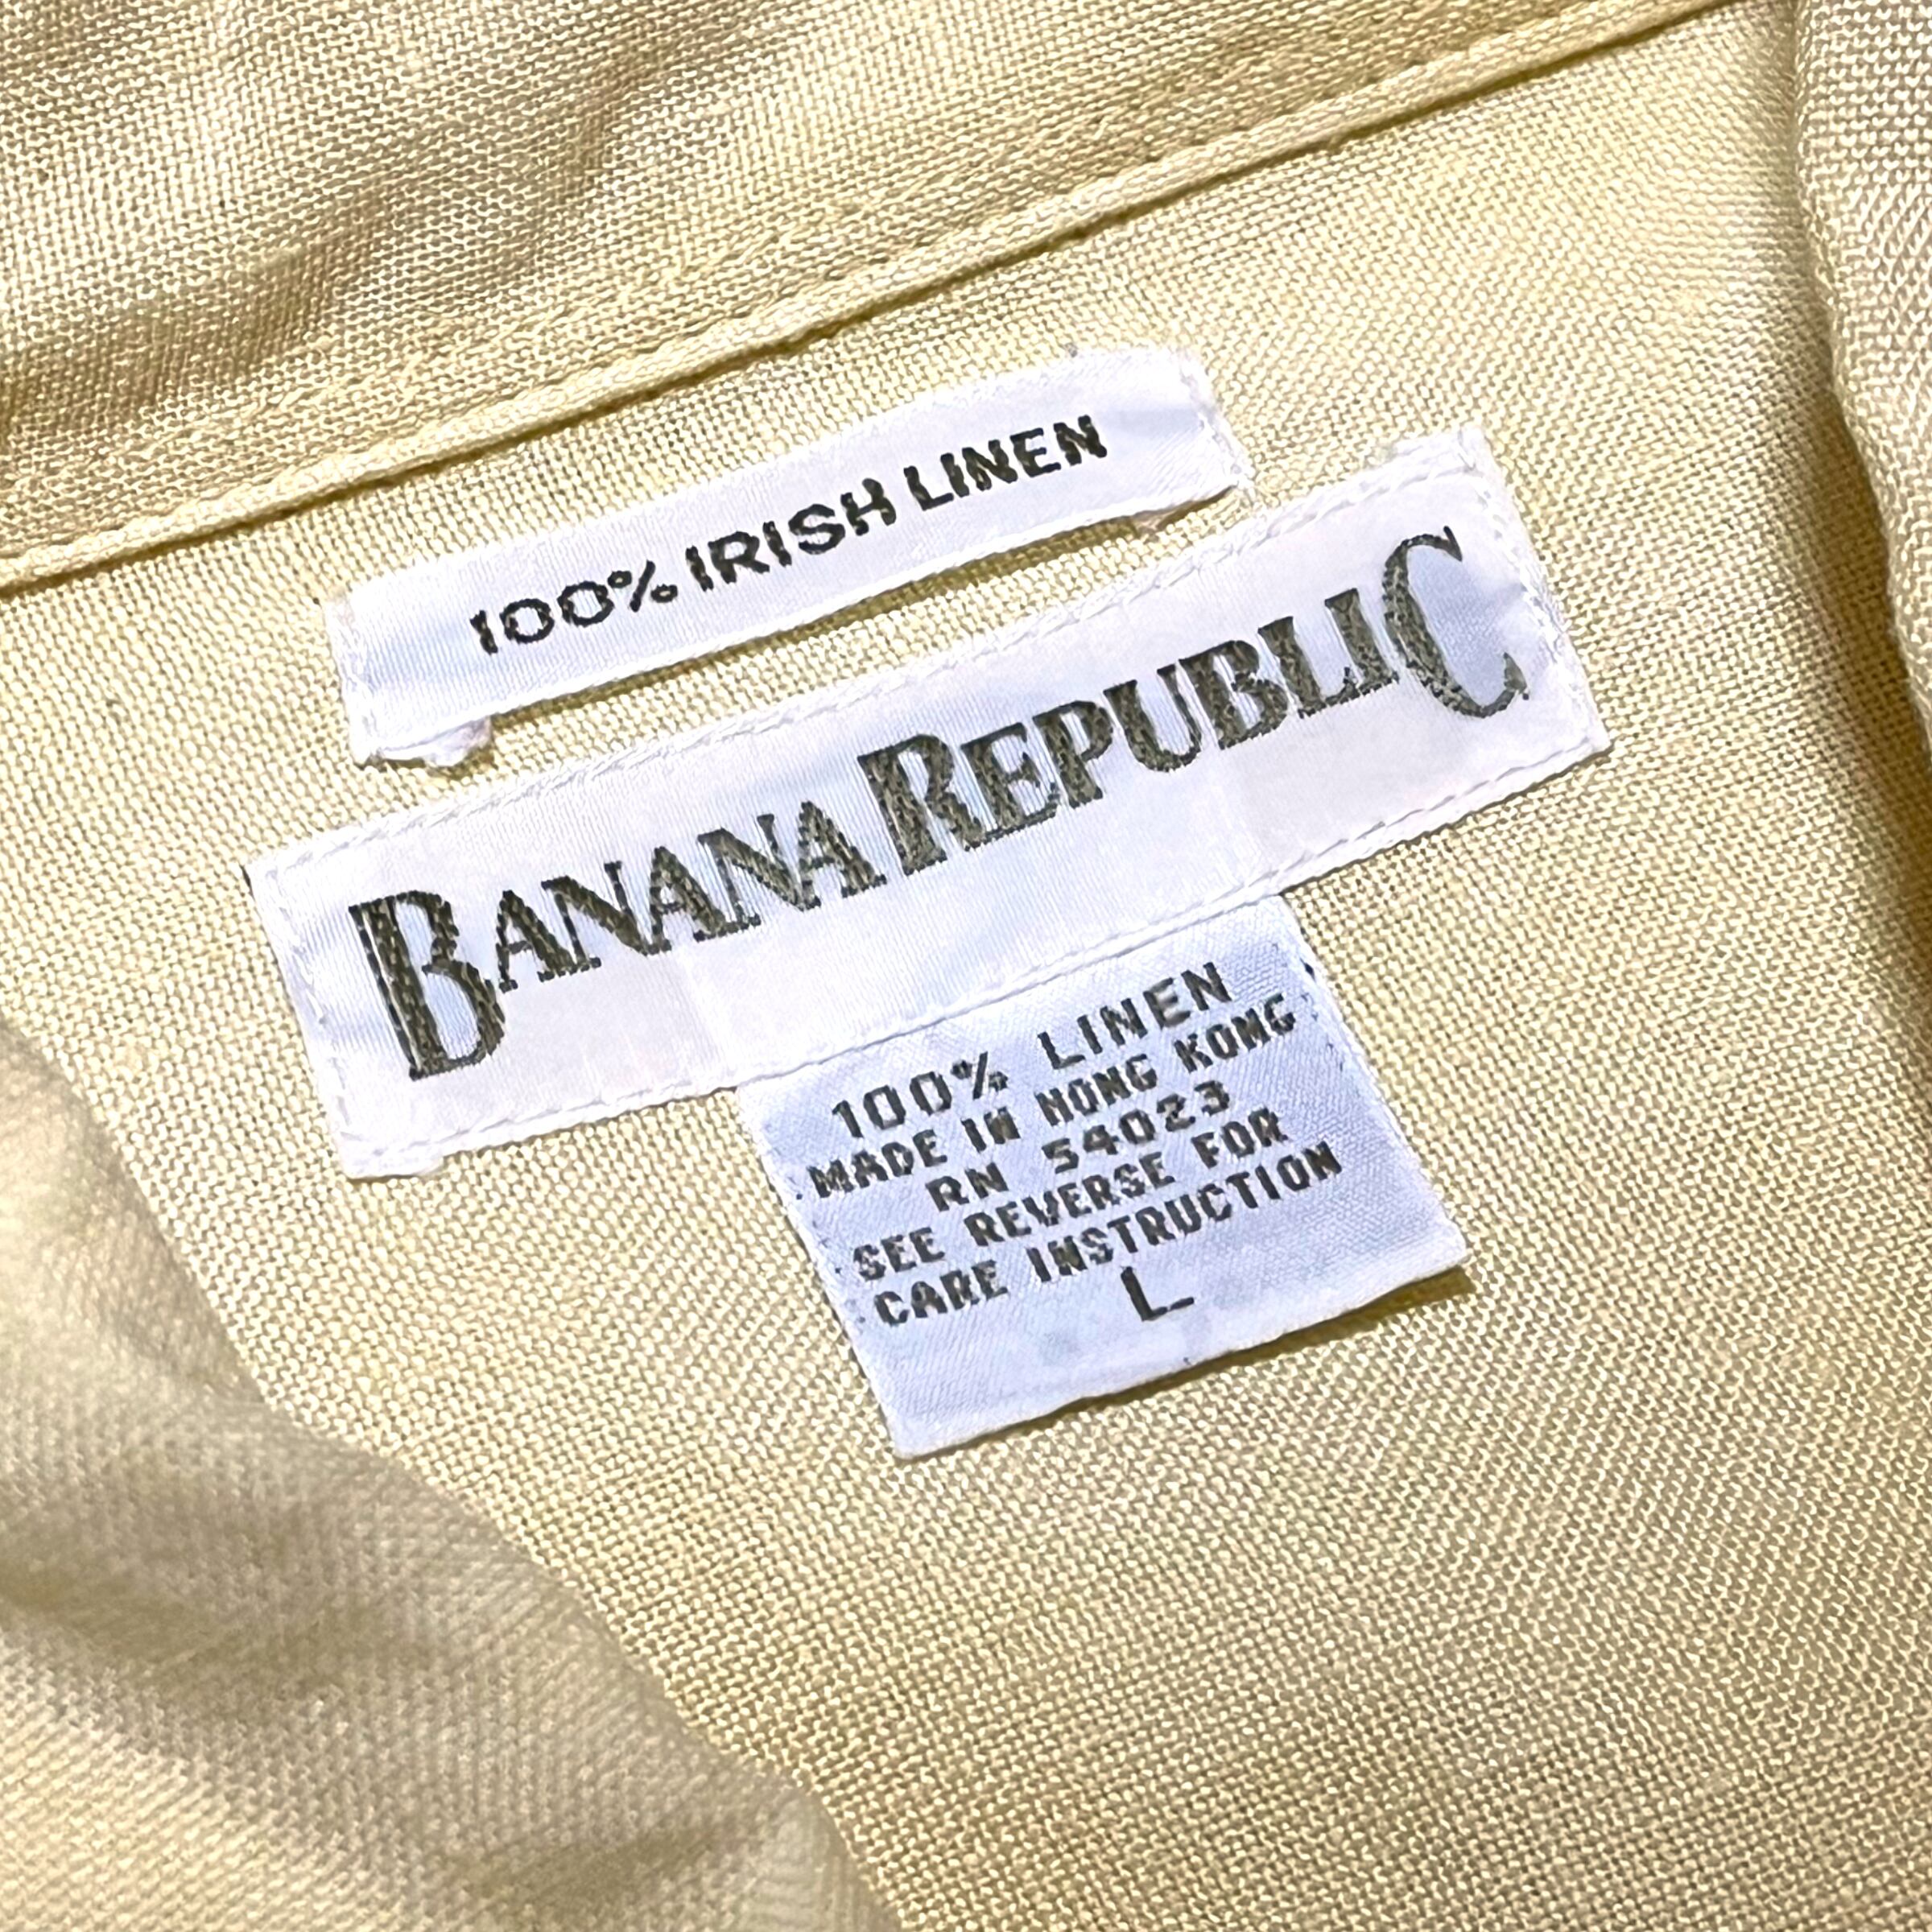 100% IRISH LINEN
BANANA REPUBLIC
100% LINEN
MADE IN HONG KONG
RN 54023
SEE REVERSE FOR
CARE INSTRUCTION
L